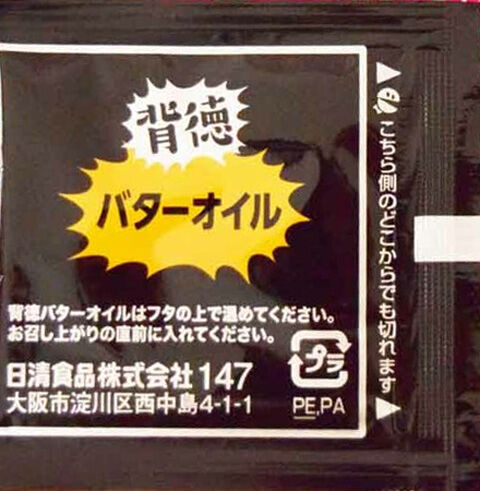 背徳
バターオイル
背徳バターオイルはフタの上で温めてください。
お召し上がりの直前に入れてください。
日清食品株式会社 147
大阪市淀川区西中島4-1-1
プラ
PE,PA
こちら側のどこからでも切れます